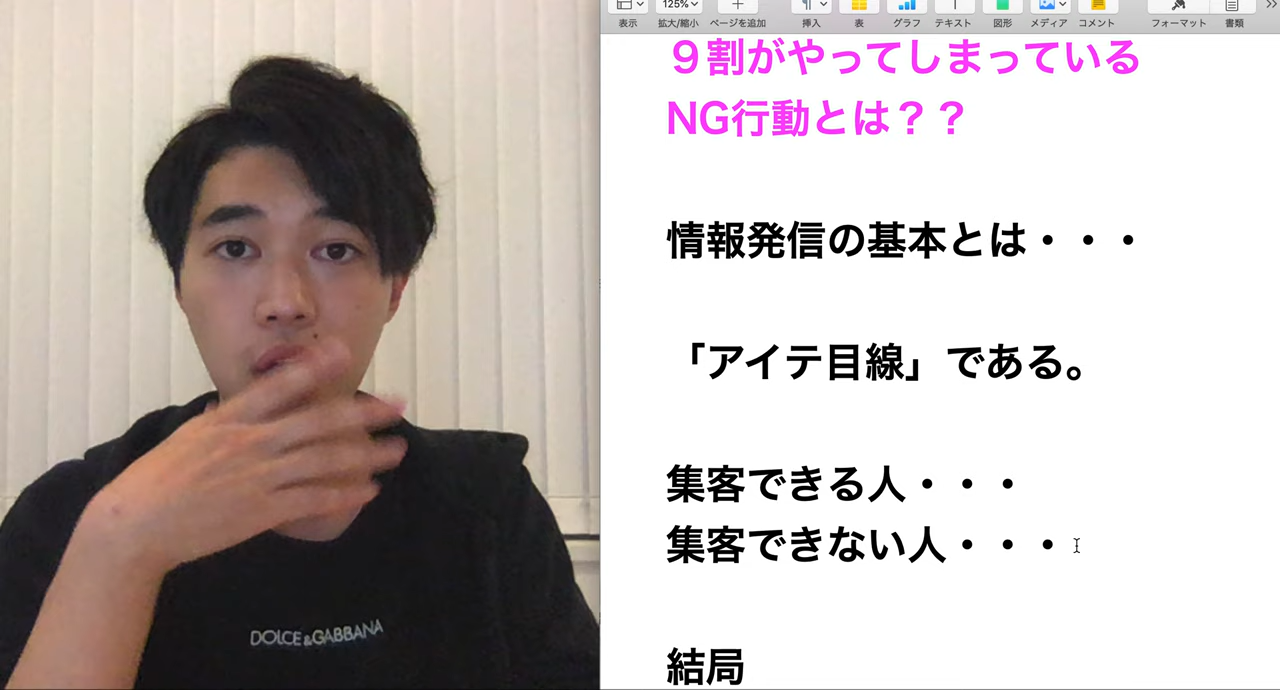 125%
表示
拡大/縮小
ページを追加
挿入
表
グラフ
テキスト
図形
メディア
コメント
フォーマット
書類
９割がやってしまっている
NG行動とは？？
情報発信の基本とは・・・
「アイテ目線」である。
集客できる人・・・
集客できない人・・・
結局
DOLCE&GABBANA